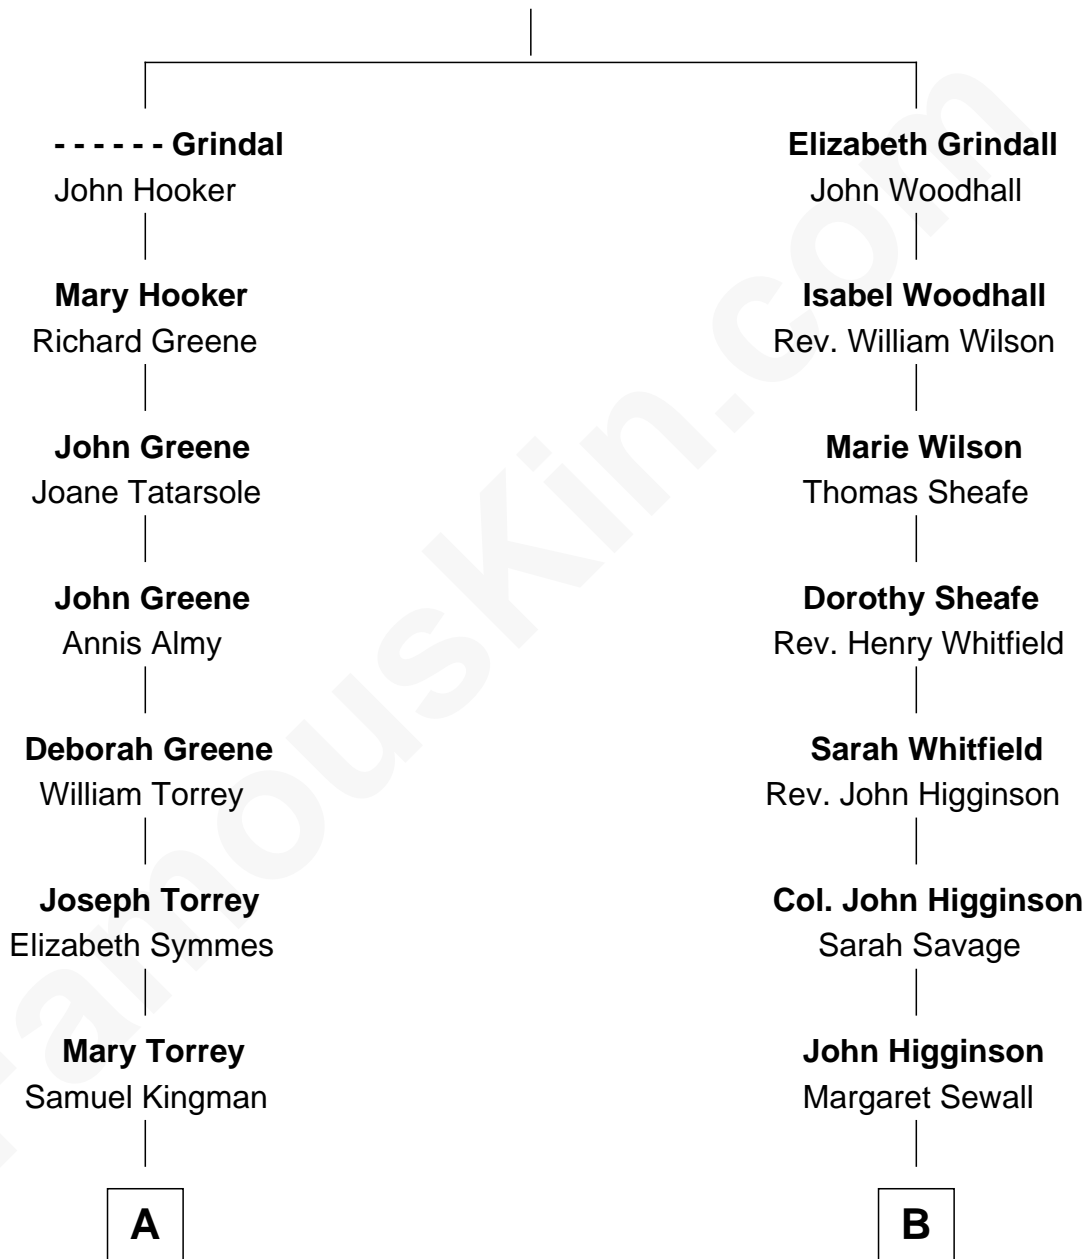 - - - - - - Grindal
John Hooker
Mary Hooker
Richard Greene
John Greene
Joane Tatarsole
John Greene
Annis Almy
Deborah Greene
William Torrey
Joseph Torrey
Elizabeth Symmes
Mary Torrey
Samuel Kingman
A
Elizabeth Grindall
John Woodhall
Isabel Woodhall
Rev. William Wilson
Marie Wilson
Thomas Sheafe
Dorothy Sheafe
Rev. Henry Whitfield
Sarah Whitfield
Rev. John Higginson
Col. John Higginson
Sarah Savage
John Higginson
Margaret Sewall
B
FamousKin.com